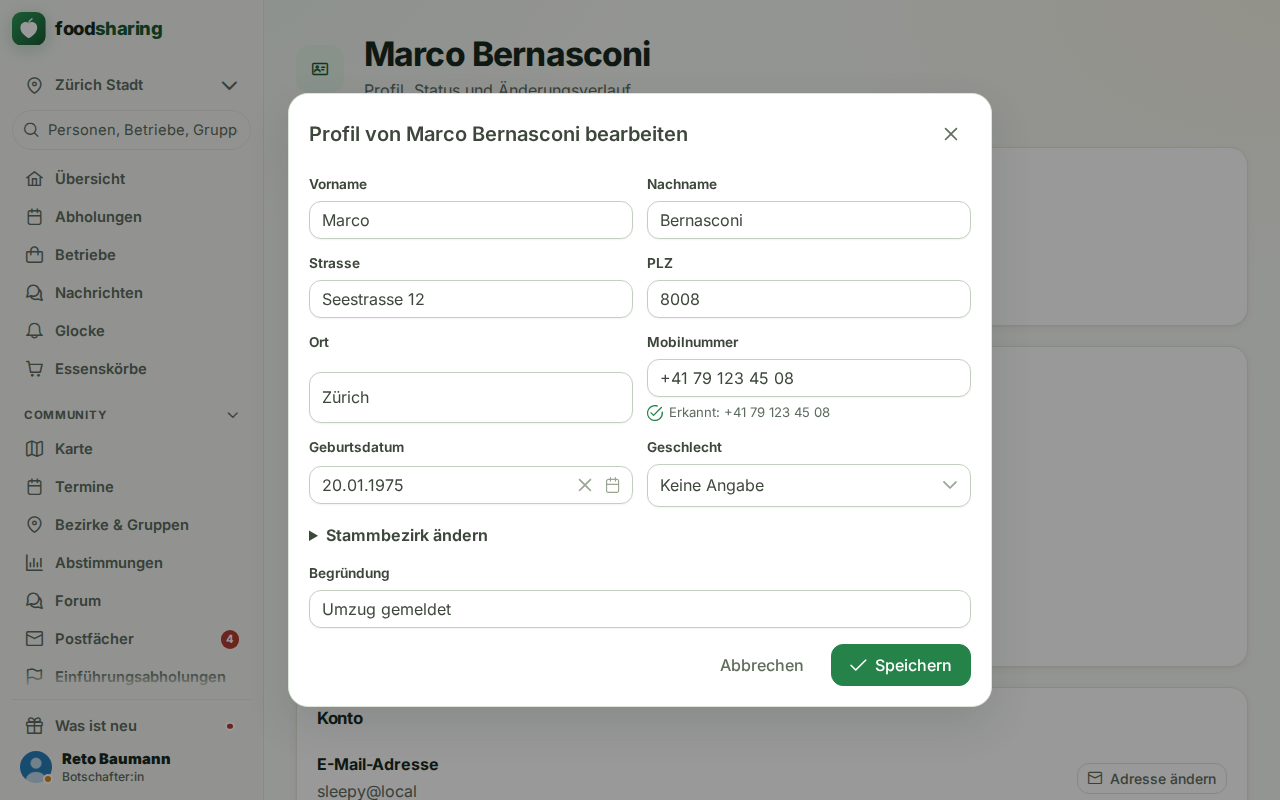 foodsharing
Zürich Stadt
Personen, Betriebe, Grupp
Übersicht
Abholungen
Betriebe
Nachrichten
Glocke
Essenskörbe
COMMUNITY
Karte
Termine
Bezirke & Gruppen
Abstimmungen
Forum
Postfächer 4
Einführungsabholungen
Was ist neu
Reto Baumann
Botschafter:in
Marco Bernasconi
Profil, Status und Änderungsverlauf
Profil von Marco Bernasconi bearbeiten
Vorname
Marco
Nachname
Bernasconi
Strasse
Seestrasse 12
PLZ
8008
Ort
Zürich
Mobilnummer
+41 79 123 45 08
Erkannt: +41 79 123 45 08
Geburtsdatum
20.01.1975
Geschlecht
Keine Angabe
Stammbezirk ändern
Begründung
Umzug gemeldet
Abbrechen
Speichern
Konto
E-Mail-Adresse
sleepy@local
Adresse ändern